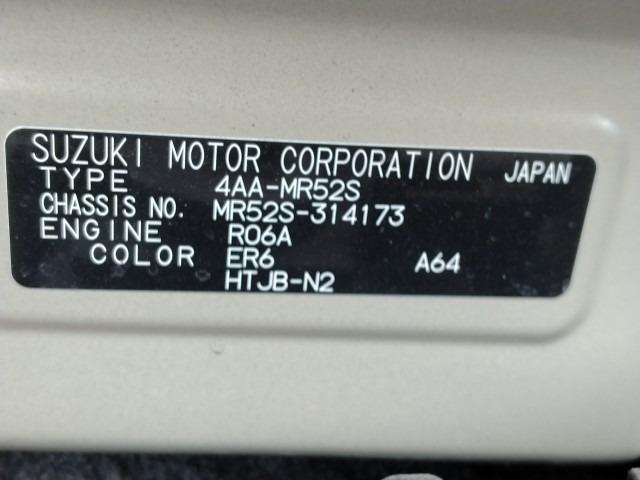 SUZUKI MOTOR CORPORATION JAPAN
TYPE 4AA-MR52S
CHASSIS NO. MR52S-314173
ENGINE R06A
COLOR ER6 A64
HTJB-N2